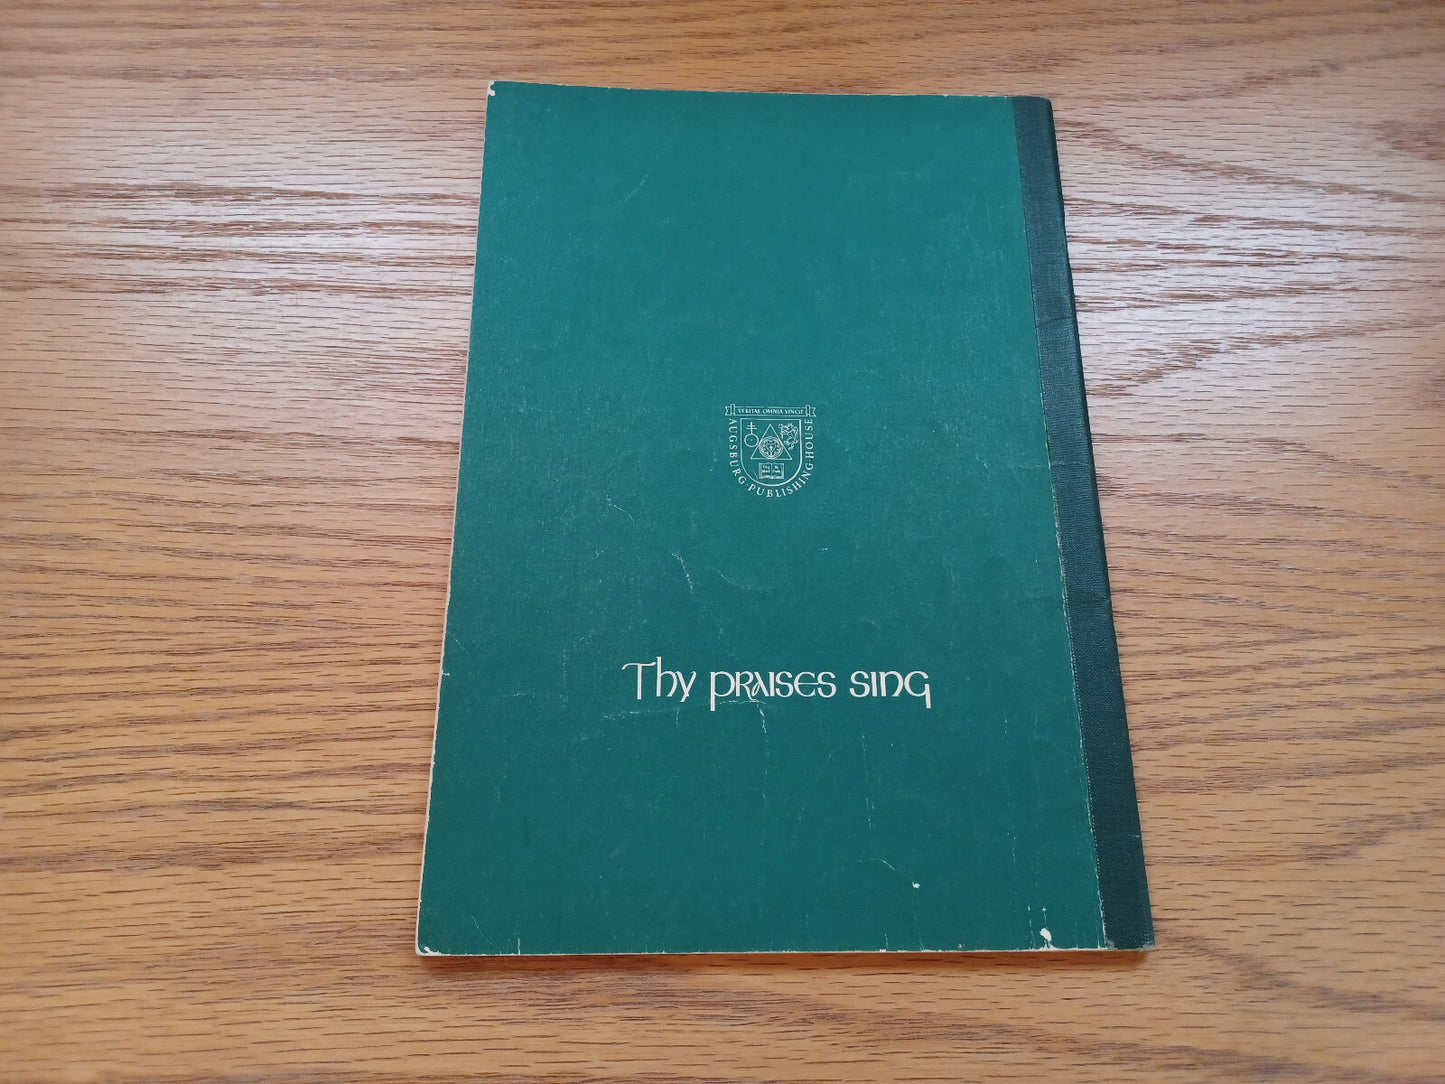 VERITAS OMNIA VINCIT
AUGSBURG · PUBLISHING HOUSE
Thy praises sing